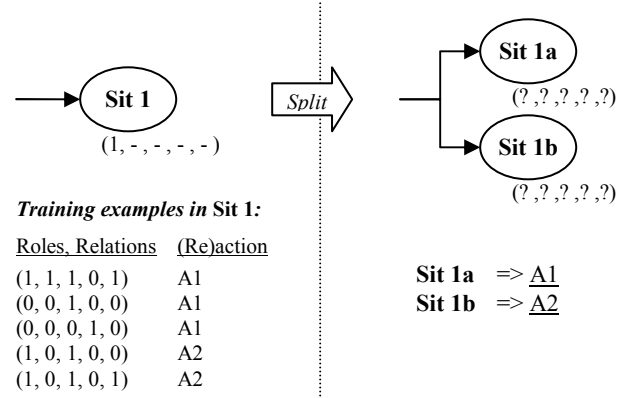 Sit 1
(1, - , - , - , - )
Split
Sit 1a
(? ,? ,? ,? ,?)
Sit 1b
(? ,? ,? ,? ,?)
Training examples in Sit 1:
Roles, Relations (Re)action
(1, 1, 1, 0, 1) A1
(0, 0, 1, 0, 0) A1
(0, 0, 0, 1, 0) A1
(1, 0, 1, 0, 0) A2
(1, 0, 1, 0, 1) A2
Sit 1a => A1
Sit 1b => A2